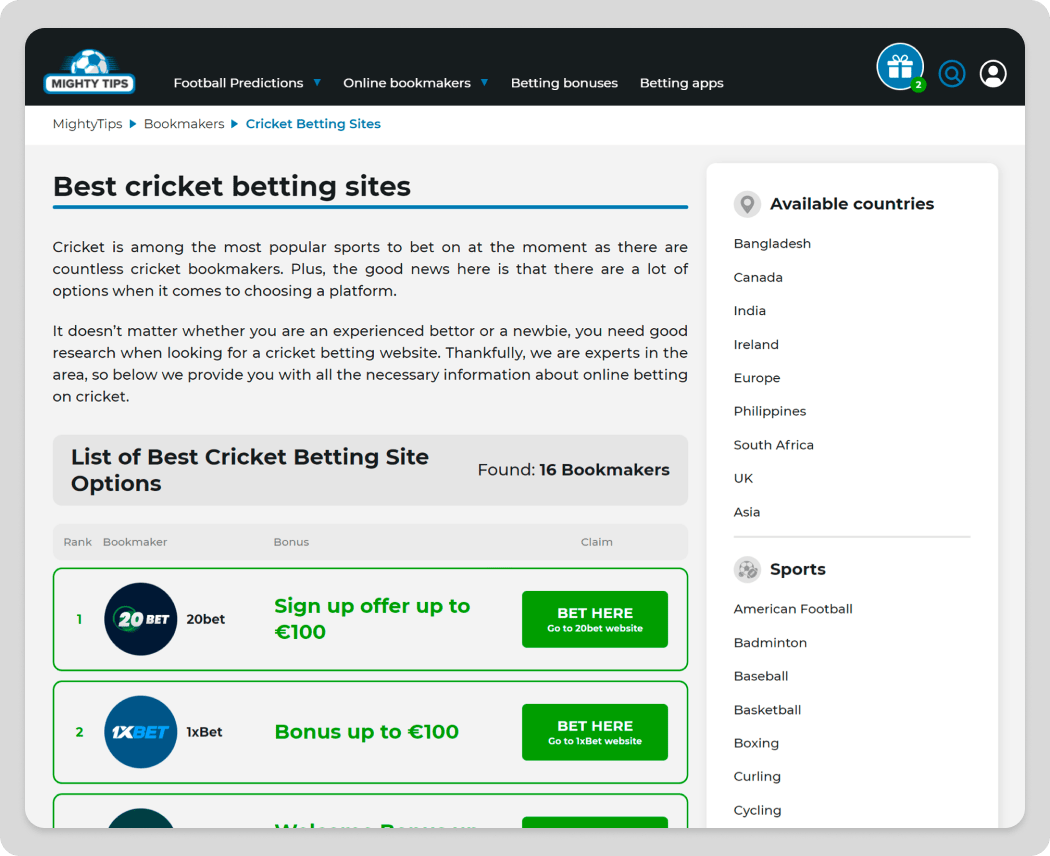 MIGHTY TIPS
Football Predictions
Online bookmakers
Betting bonuses
Betting apps
2
MightyTips
Bookmakers
Cricket Betting Sites
Best cricket betting sites
Cricket is among the most popular sports to bet on at the moment as there are
countless cricket bookmakers. Plus, the good news here is that there are a lot of
options when it comes to choosing a platform.
It doesn’t matter whether you are an experienced bettor or a newbie, you need good
research when looking for a cricket betting website. Thankfully, we are experts in the
area, so below we provide you with all the necessary information about online betting
on cricket.
List of Best Cricket Betting Site
Options
Found: 16 Bookmakers
Rank Bookmaker Bonus Claim
1
20 BET
20bet
Sign up offer up to
€100
BET HERE
Go to 20bet website
2
1XBET
1xBet
Bonus up to €100
BET HERE
Go to 1xBet website
Available countries
Bangladesh
Canada
India
Ireland
Europe
Philippines
South Africa
UK
Asia
Sports
American Football
Badminton
Baseball
Basketball
Boxing
Curling
Cycling